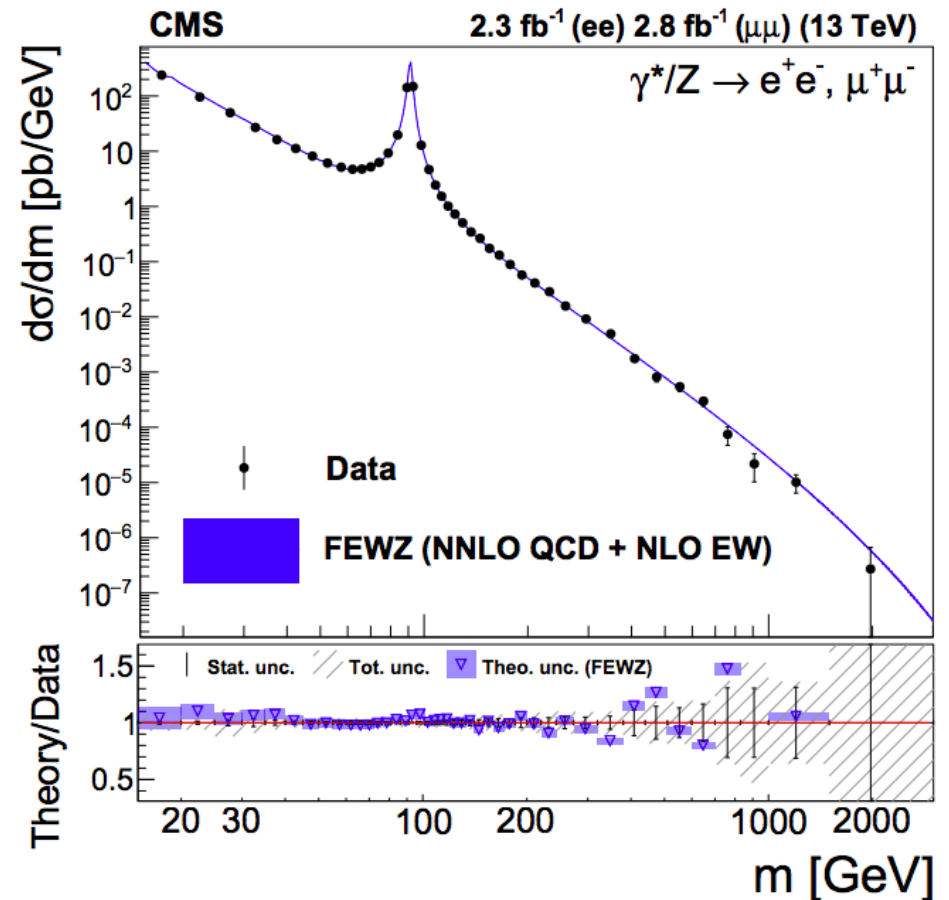 CMS 2.3 fb⁻¹ (ee) 2.8 fb⁻¹ (μμ) (13 TeV)
γ*/Z → e⁺e⁻, μ⁺μ⁻
dσ/dm [pb/GeV]
10²
10
1
10⁻¹
10⁻²
10⁻³
10⁻⁴
10⁻⁵
10⁻⁶
10⁻⁷
Data
FEWZ (NNLO QCD + NLO EW)
Theory/Data
1.5
1
0.5
Stat. unc. Tot. unc. Theo. unc. (FEWZ)
20 30 100 200 1000 2000
m [GeV]